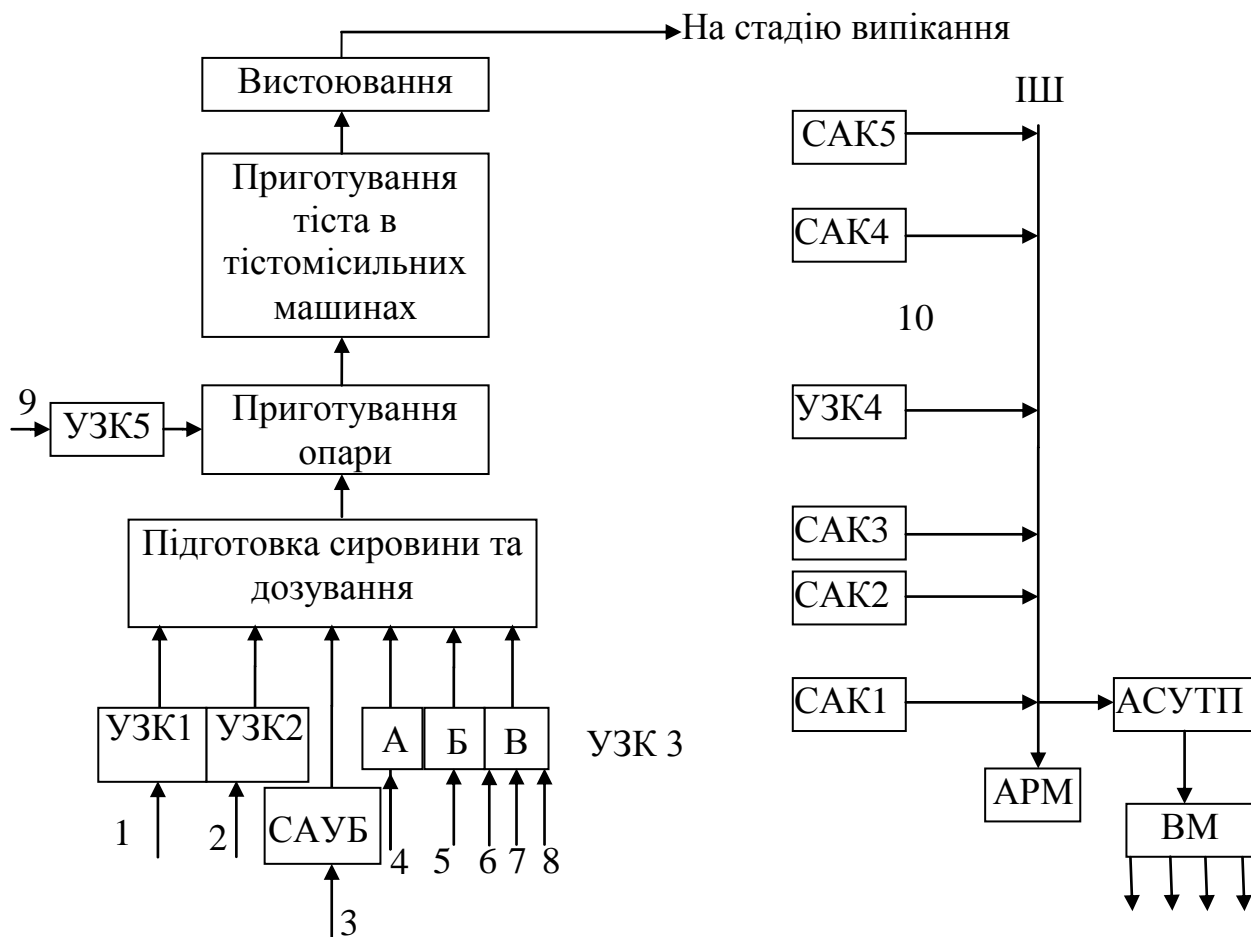 На стадію випікання
Вистоювання
ІШ
САК5
Приготування
тіста в
тістомісильних
машинах
САК4
10
9
УЗК5
Приготування
опари
УЗК4
Підготовка сировини та
дозування
САК3
САК2
САК1
АСУТП
УЗК1
УЗК2
А
Б
В
УЗК 3
АРМ
ВМ
САУБ
1
2
4
5
6
7
8
3